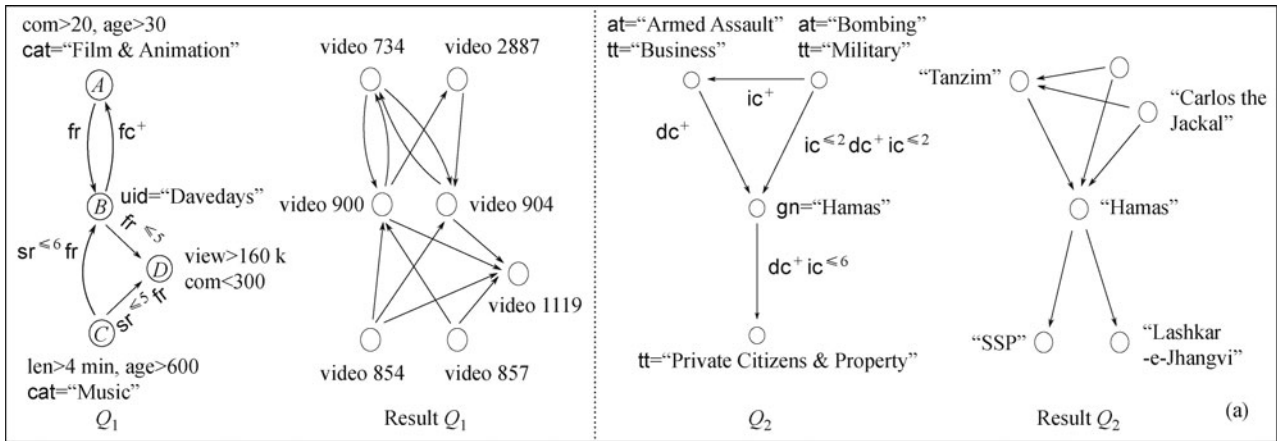 com>20, age>30
cat="Film & Animation"
A
fr
fc⁺
B
uid="Davedays"
fr^≤5
sr^≤6 fr
D
view>160 k
com<300
sr^≤5 fr
C
len>4 min, age>600
cat="Music"
Q₁
video 734
video 2887
video 900
video 904
video 1119
video 854
video 857
Result Q₁
at="Armed Assault"
tt="Business"
at="Bombing"
tt="Military"
ic⁺
dc⁺
ic^≤2 dc⁺ ic^≤2
gn="Hamas"
dc⁺ ic^≤6
tt="Private Citizens & Property"
Q₂
"Tanzim"
"Carlos the
Jackal"
"Hamas"
"SSP"
"Lashkar
-e-Jhangvi"
Result Q₂
(a)